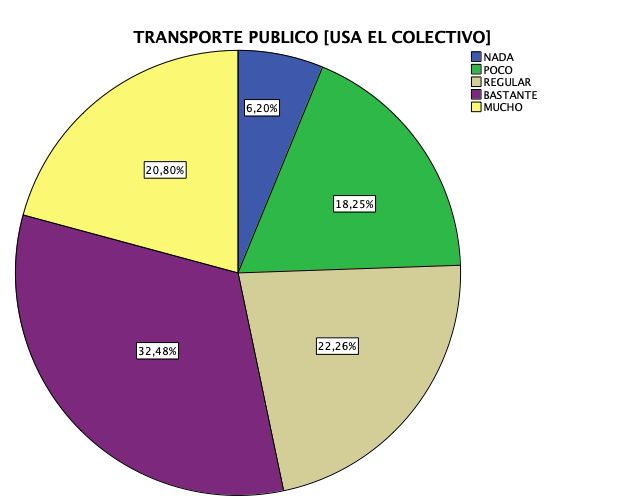 TRANSPORTE PUBLICO [USA EL COLECTIVO]
NADA
POCO
REGULAR
BASTANTE
MUCHO
6,20%
20,80%
18,25%
22,26%
32,48%